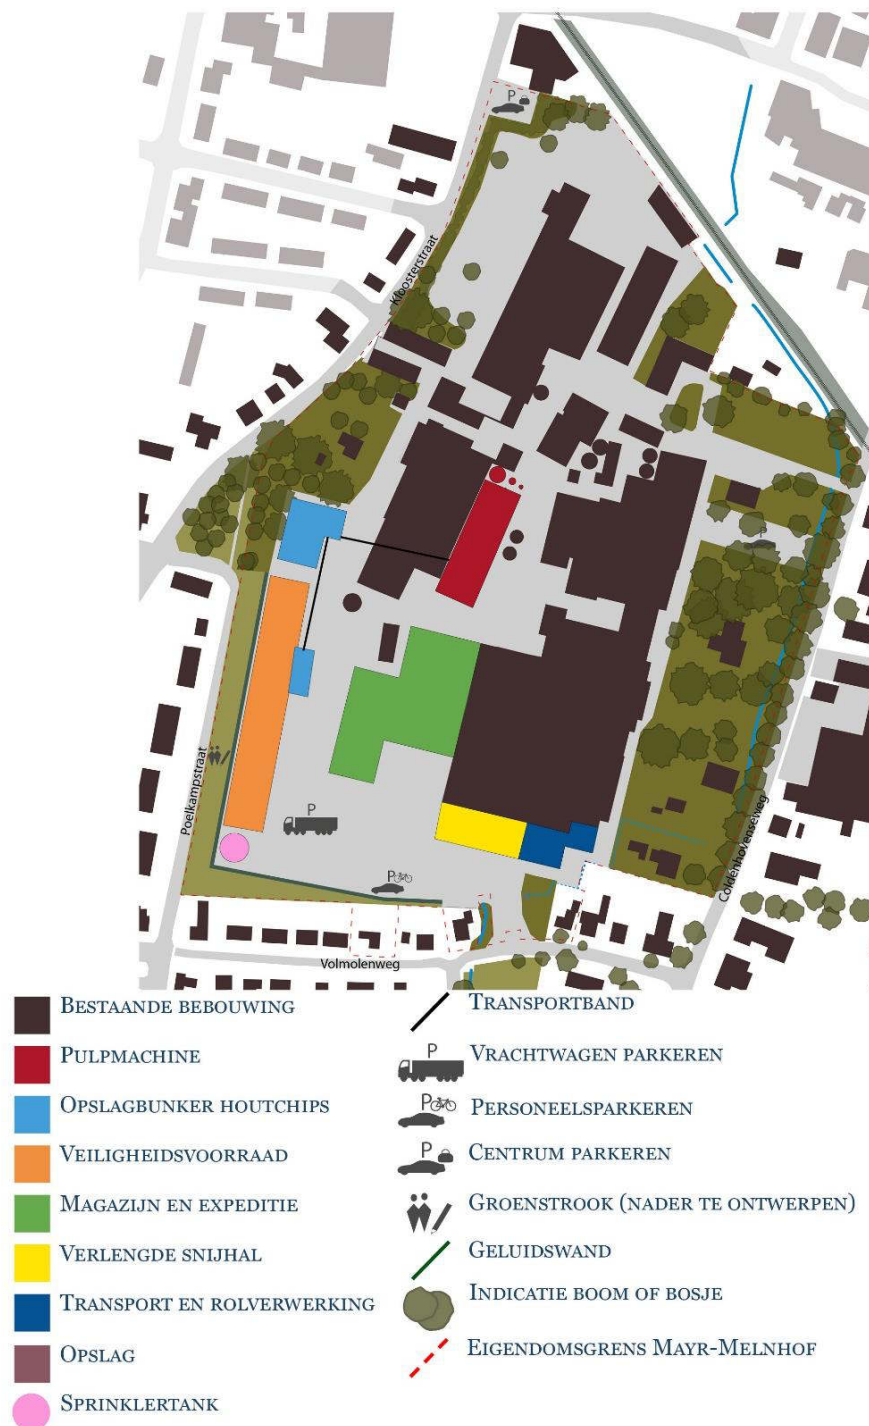 P
Kloosterstraat
P
Poelkampstraat
P
P
Coldenhovenseweg
Volmolenweg
Bestaande bebouwing
Pulpmachine
Opslagbunker houtchips
Veiligheidsvoorraad
Magazijn en expeditie
Verlengde snijhal
Transport en rolverwerking
Opslag
Sprinklertank
Transportband
P Vrachtwagen parkeren
P Personeelsparkeren
P Centrum parkeren
Groenstrook (nader te ontwerpen)
Geluidswand
Indicatie boom of bosje
Eigendomsgrens Mayr-Melnhof